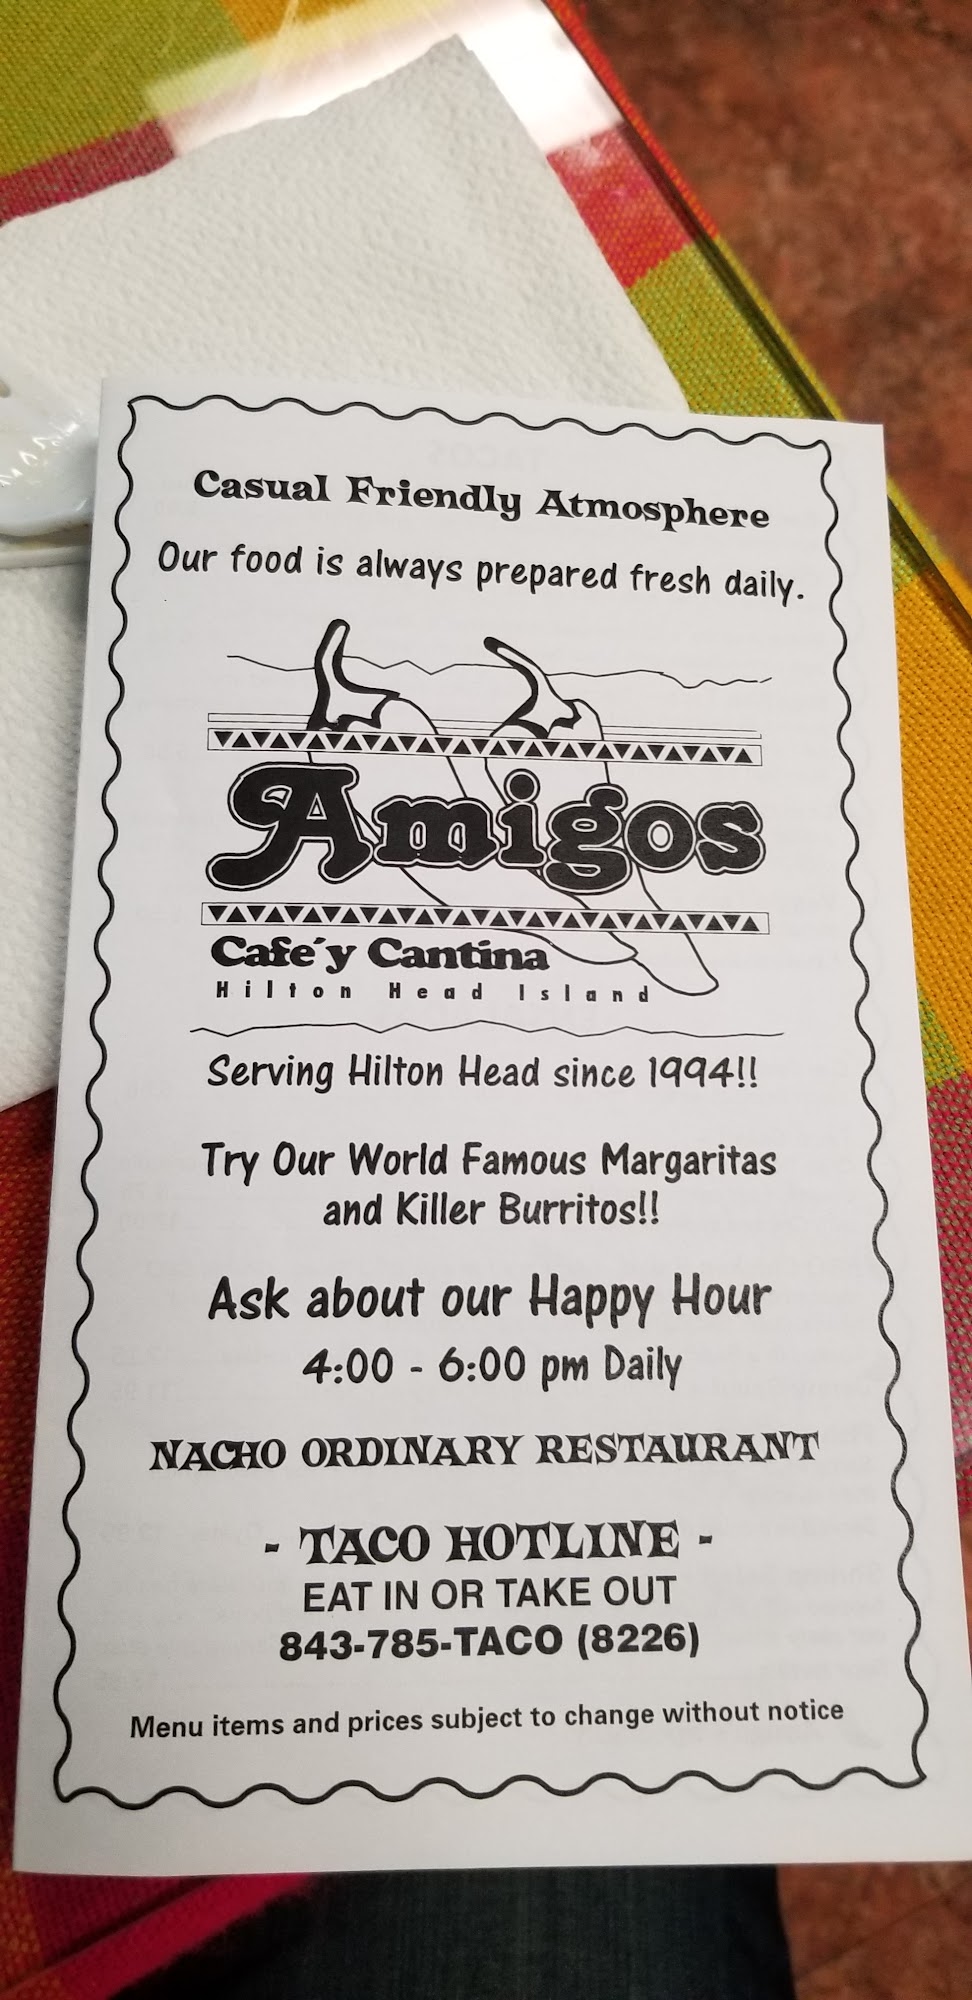 Casual Friendly Atmosphere
Our food is always prepared fresh daily.
Amigos
Cafe´y Cantina
Hilton Head Island
Serving Hilton Head since 1994!!
Try Our World Famous Margaritas
and Killer Burritos!!
Ask about our Happy Hour
4:00 - 6:00 pm Daily
NACHO ORDINARY RESTAURANT
- TACO HOTLINE -
EAT IN OR TAKE OUT
843-785-TACO (8226)
Menu items and prices subject to change without notice